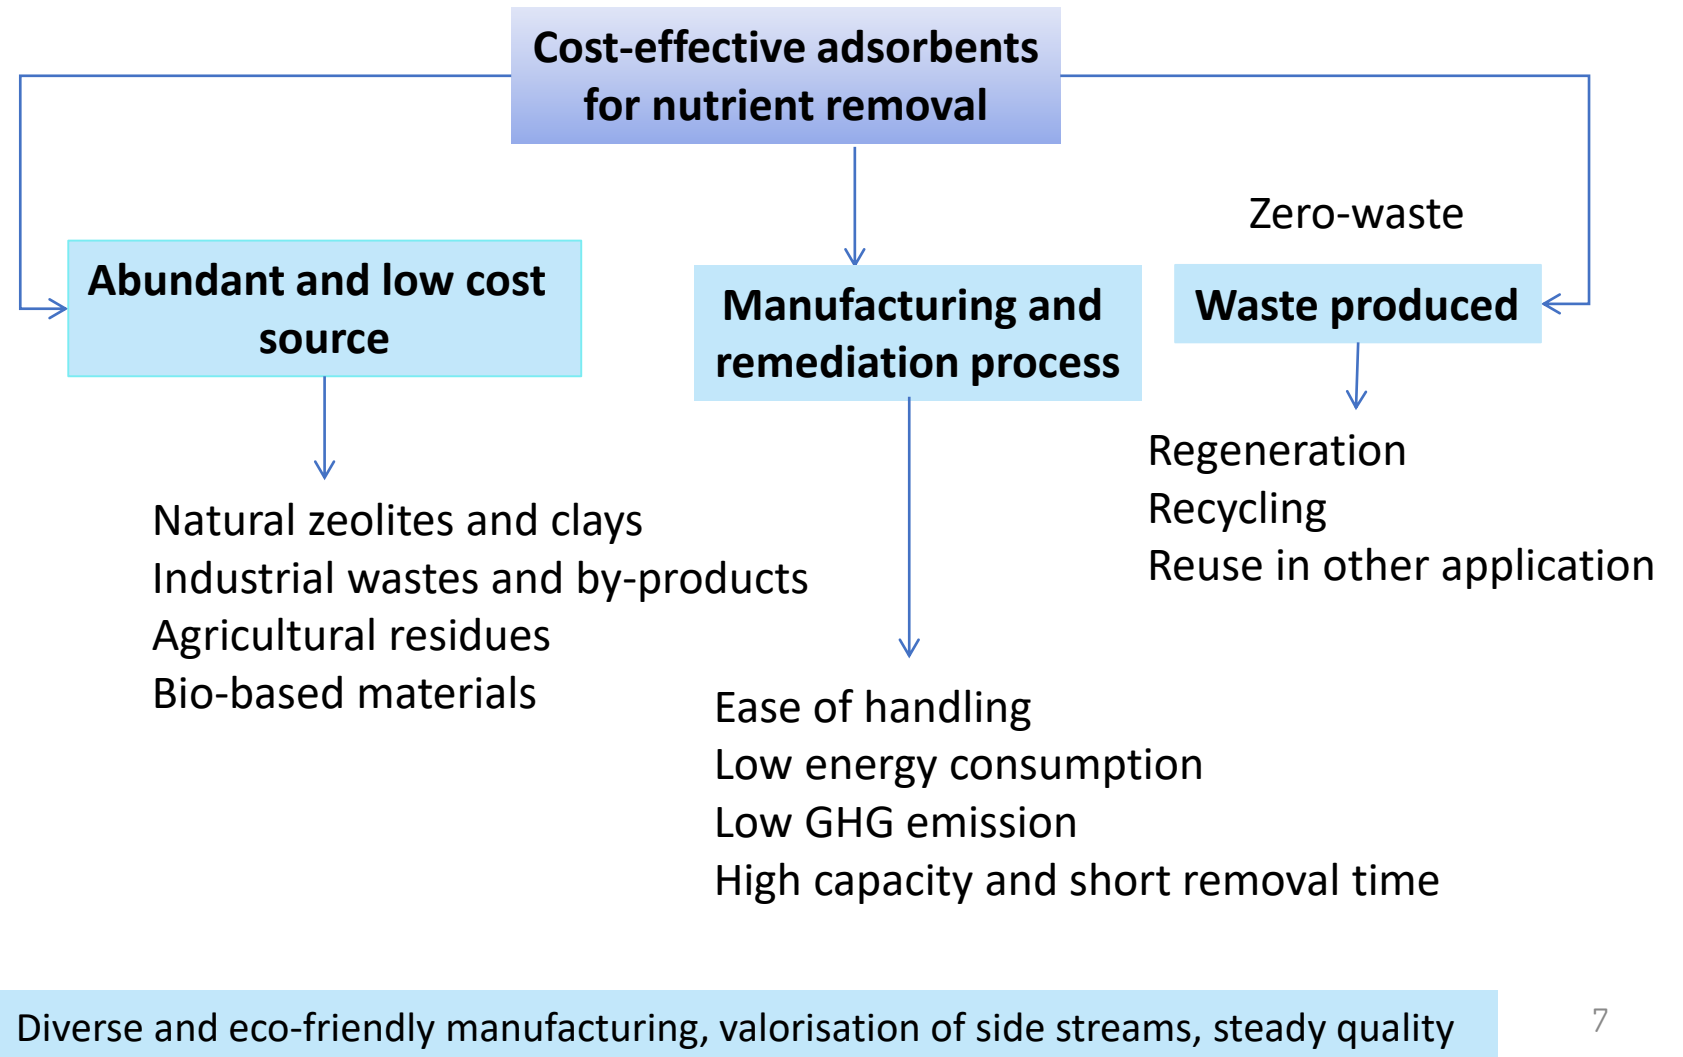 Cost-effective adsorbents
for nutrient removal
Abundant and low cost
source
Natural zeolites and clays
Industrial wastes and by-products
Agricultural residues
Bio-based materials
Manufacturing and
remediation process
Ease of handling
Low energy consumption
Low GHG emission
High capacity and short removal time
Zero-waste
Waste produced
Regeneration
Recycling
Reuse in other application
Diverse and eco-friendly manufacturing, valorisation of side streams, steady quality
7